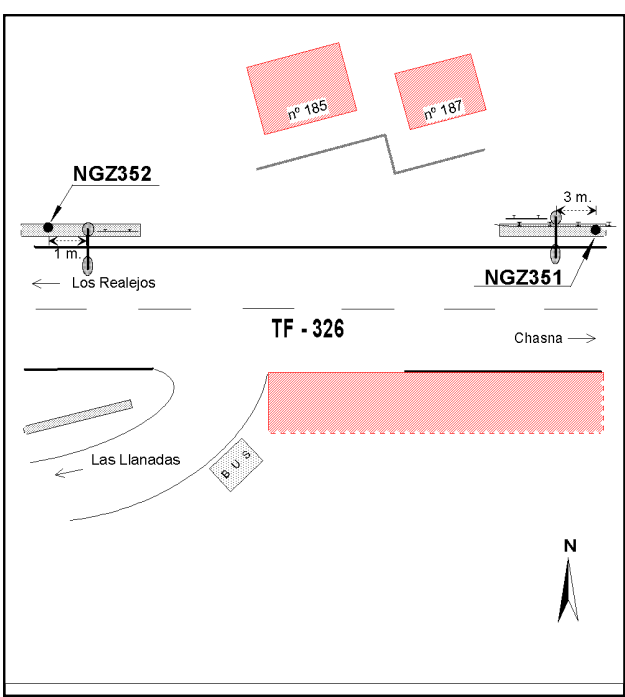 nº 185
nº 187
NGZ352
3 m.
1 m.
NGZ351
Los Realejos
TF - 326
Chasna
Las Llanadas
BUS
N